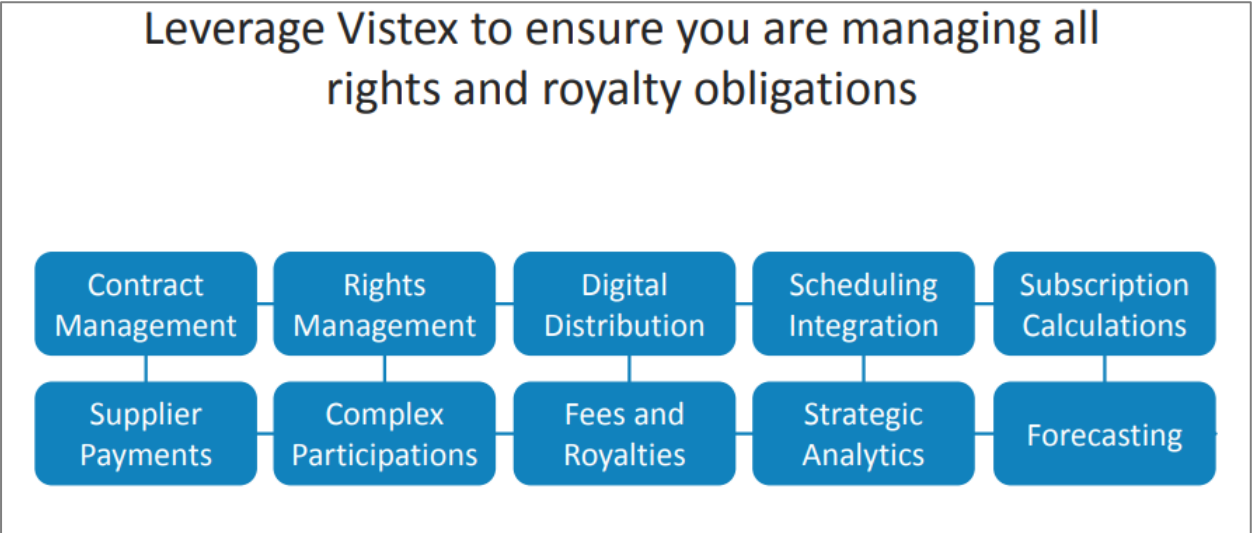 Leverage Vistex to ensure you are managing all
rights and royalty obligations
Contract
Management
Rights
Management
Digital
Distribution
Scheduling
Integration
Subscription
Calculations
Supplier
Payments
Complex
Participations
Fees and
Royalties
Strategic
Analytics
Forecasting